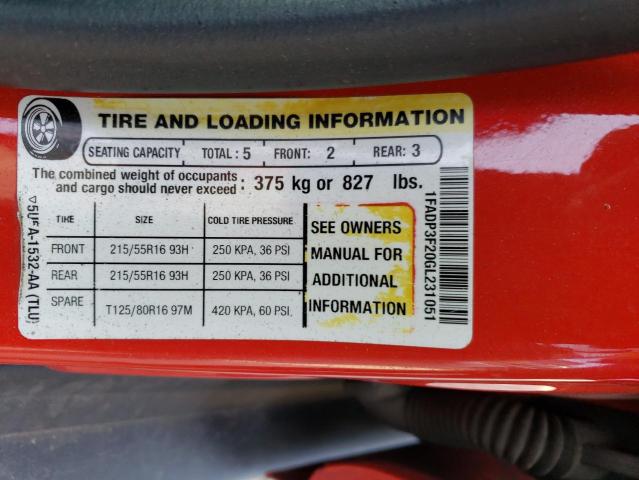 TIRE AND LOADING INFORMATION
SEATING CAPACITY TOTAL : 5 FRONT: 2 REAR: 3
The combined weight of occupants and cargo should never exceed : 375 kg or 827 lbs.
TIRE SIZE COLD TIRE PRESSURE
FRONT 215/55R16 93H 250 KPA, 36 PSI
REAR 215/55R16 93H 250 KPA, 36 PSI
SPARE T125/80R16 97M 420 KPA, 60 PSI.
SEE OWNERS
MANUAL FOR
ADDITIONAL
INFORMATION
1FADP3F20GL231051
-1532-AA (TLU)